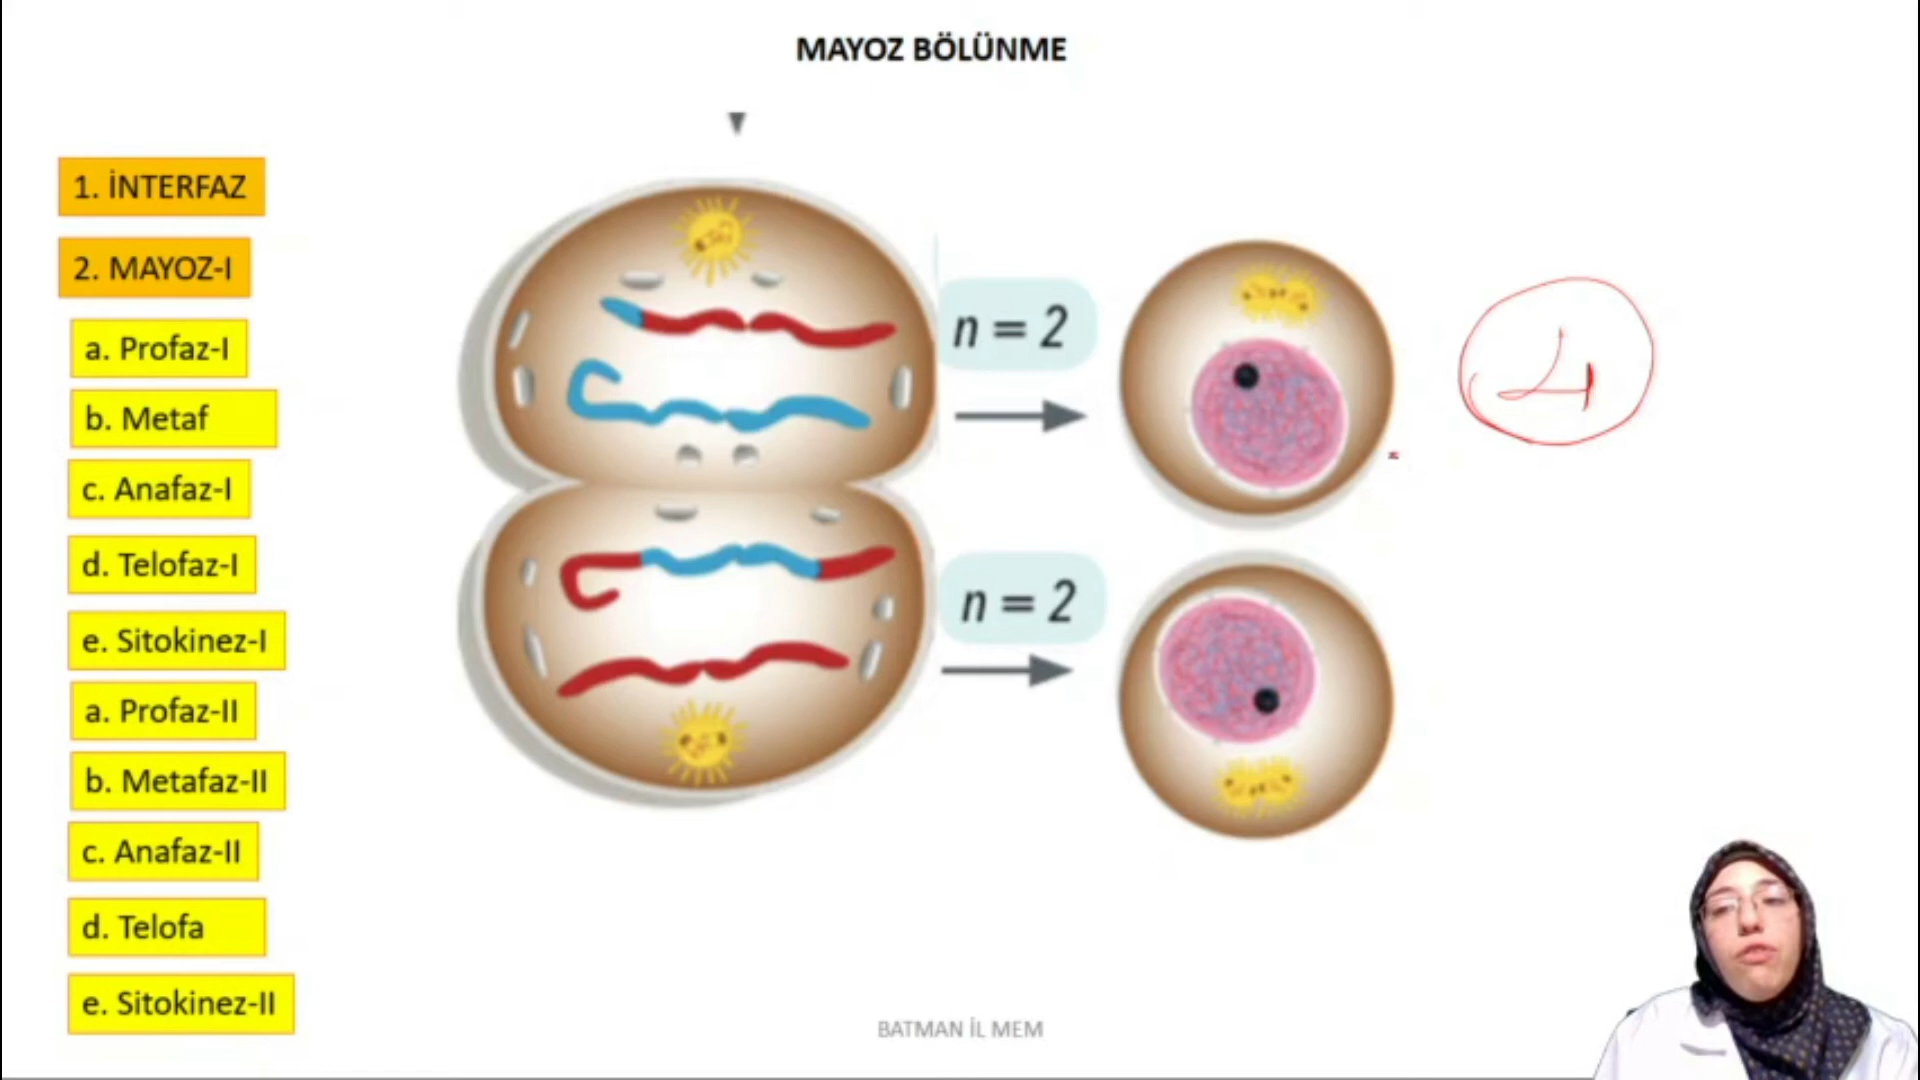 MAYOZ BÖLÜNME
1. İNTERFAZ
2. MAYOZ-I
a. Profaz-I
b. Metaf
c. Anafaz-I
d. Telofaz-I
e. Sitokinez-I
a. Profaz-II
b. Metafaz-II
c. Anafaz-II
d. Telofa
e. Sitokinez-II
n = 2
n = 2
4
BATMAN İL MEM